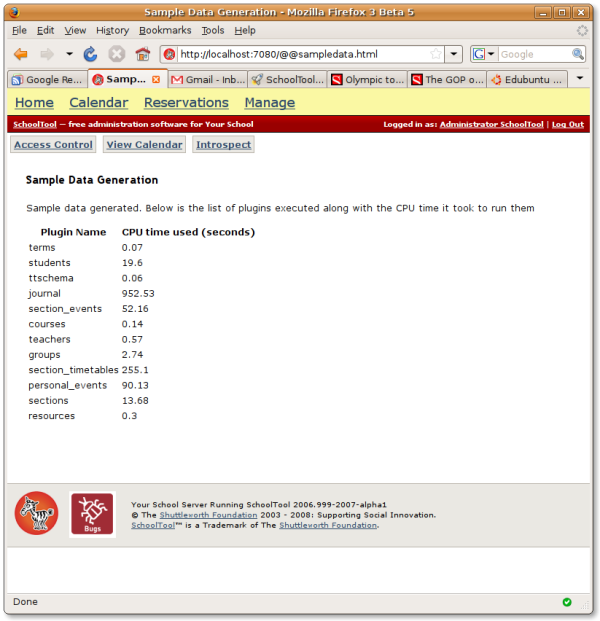 Sample Data Generation - Mozilla Firefox 3 Beta 5
File Edit View History Bookmarks Tools Help
http://localhost:7080/@@sampledata.html
G Google
Google Re... Samp... Gmail - Inb... SchoolTool... Olympic to... The GOP o... Edubuntu ...
Home Calendar Reservations Manage
SchoolTool – free administration software for Your School Logged in as: Administrator SchoolTool | Log Out
Access Control View Calendar Introspect
Sample Data Generation
Sample data generated. Below is the list of plugins executed along with the CPU time it took to run them
Plugin Name CPU time used (seconds)
terms 0.07
students 19.6
ttschema 0.06
journal 952.53
section_events 52.16
courses 0.14
teachers 0.57
groups 2.74
section_timetables 255.1
personal_events 90.13
sections 13.68
resources 0.3
Bugs
Your School Server Running SchoolTool 2006.999-2007-alpha1
© The Shuttleworth Foundation 2003 - 2008: Supporting Social Innovation.
SchoolTool™ is a Trademark of The Shuttleworth Foundation.
Done